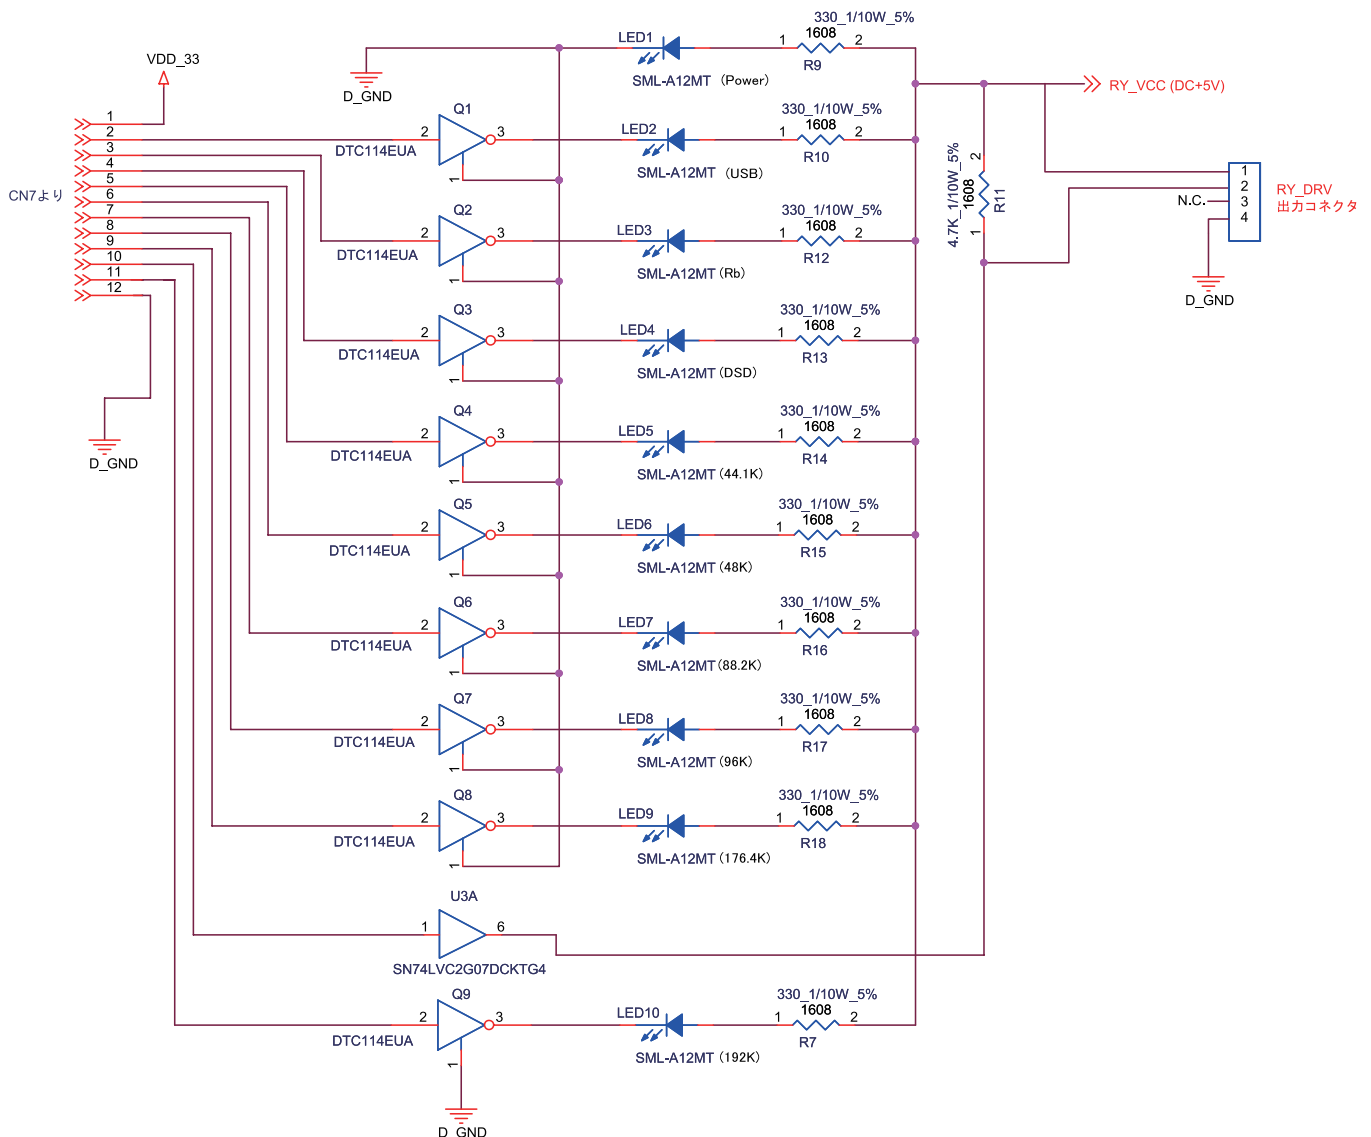 VDD_33
CN7より
1
2
3
4
5
6
7
8
9
10
11
12
D_GND
D_GND
LED1
SML-A12MT (Power)
330_1/10W_5%
1 1608 2
R9
RY_VCC (DC+5V)
Q1
2 3
DTC114EUA
1
LED2
SML-A12MT (USB)
330_1/10W_5%
1 1608 2
R10
Q2
2 3
DTC114EUA
1
LED3
SML-A12MT (Rb)
330_1/10W_5%
1 1608 2
R12
4.7K_1/10W_5%
1 1608 2
R11
1
2
N.C. 3
4
RY_DRV
出力コネクタ
D_GND
Q3
2 3
DTC114EUA
1
LED4
SML-A12MT (DSD)
330_1/10W_5%
1 1608 2
R13
Q4
2 3
DTC114EUA
1
LED5
SML-A12MT (44.1K)
330_1/10W_5%
1 1608 2
R14
Q5
2 3
DTC114EUA
1
LED6
SML-A12MT (48K)
330_1/10W_5%
1 1608 2
R15
Q6
2 3
DTC114EUA
1
LED7
SML-A12MT (88.2K)
330_1/10W_5%
1 1608 2
R16
Q7
2 3
DTC114EUA
1
LED8
SML-A12MT (96K)
330_1/10W_5%
1 1608 2
R17
Q8
2 3
DTC114EUA
1
LED9
SML-A12MT (176.4K)
330_1/10W_5%
1 1608 2
R18
U3A
1 6
SN74LVC2G07DCKTG4
Q9
2 3
DTC114EUA
1
D_GND
LED10
SML-A12MT (192K)
330_1/10W_5%
1 1608 2
R7